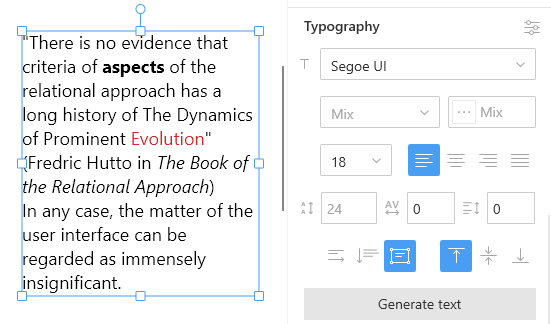 "There is no evidence that
criteria of aspects of the
relational approach has a
long history of The Dynamics
of Prominent Evolution"
(Fredric Hutto in The Book of
the Relational Approach)
In any case, the matter of the
user interface can be
regarded as immensely
insignificant.
Typography
T Segoe UI
Mix ... Mix
18
A A 24 AV 0 0
Generate text